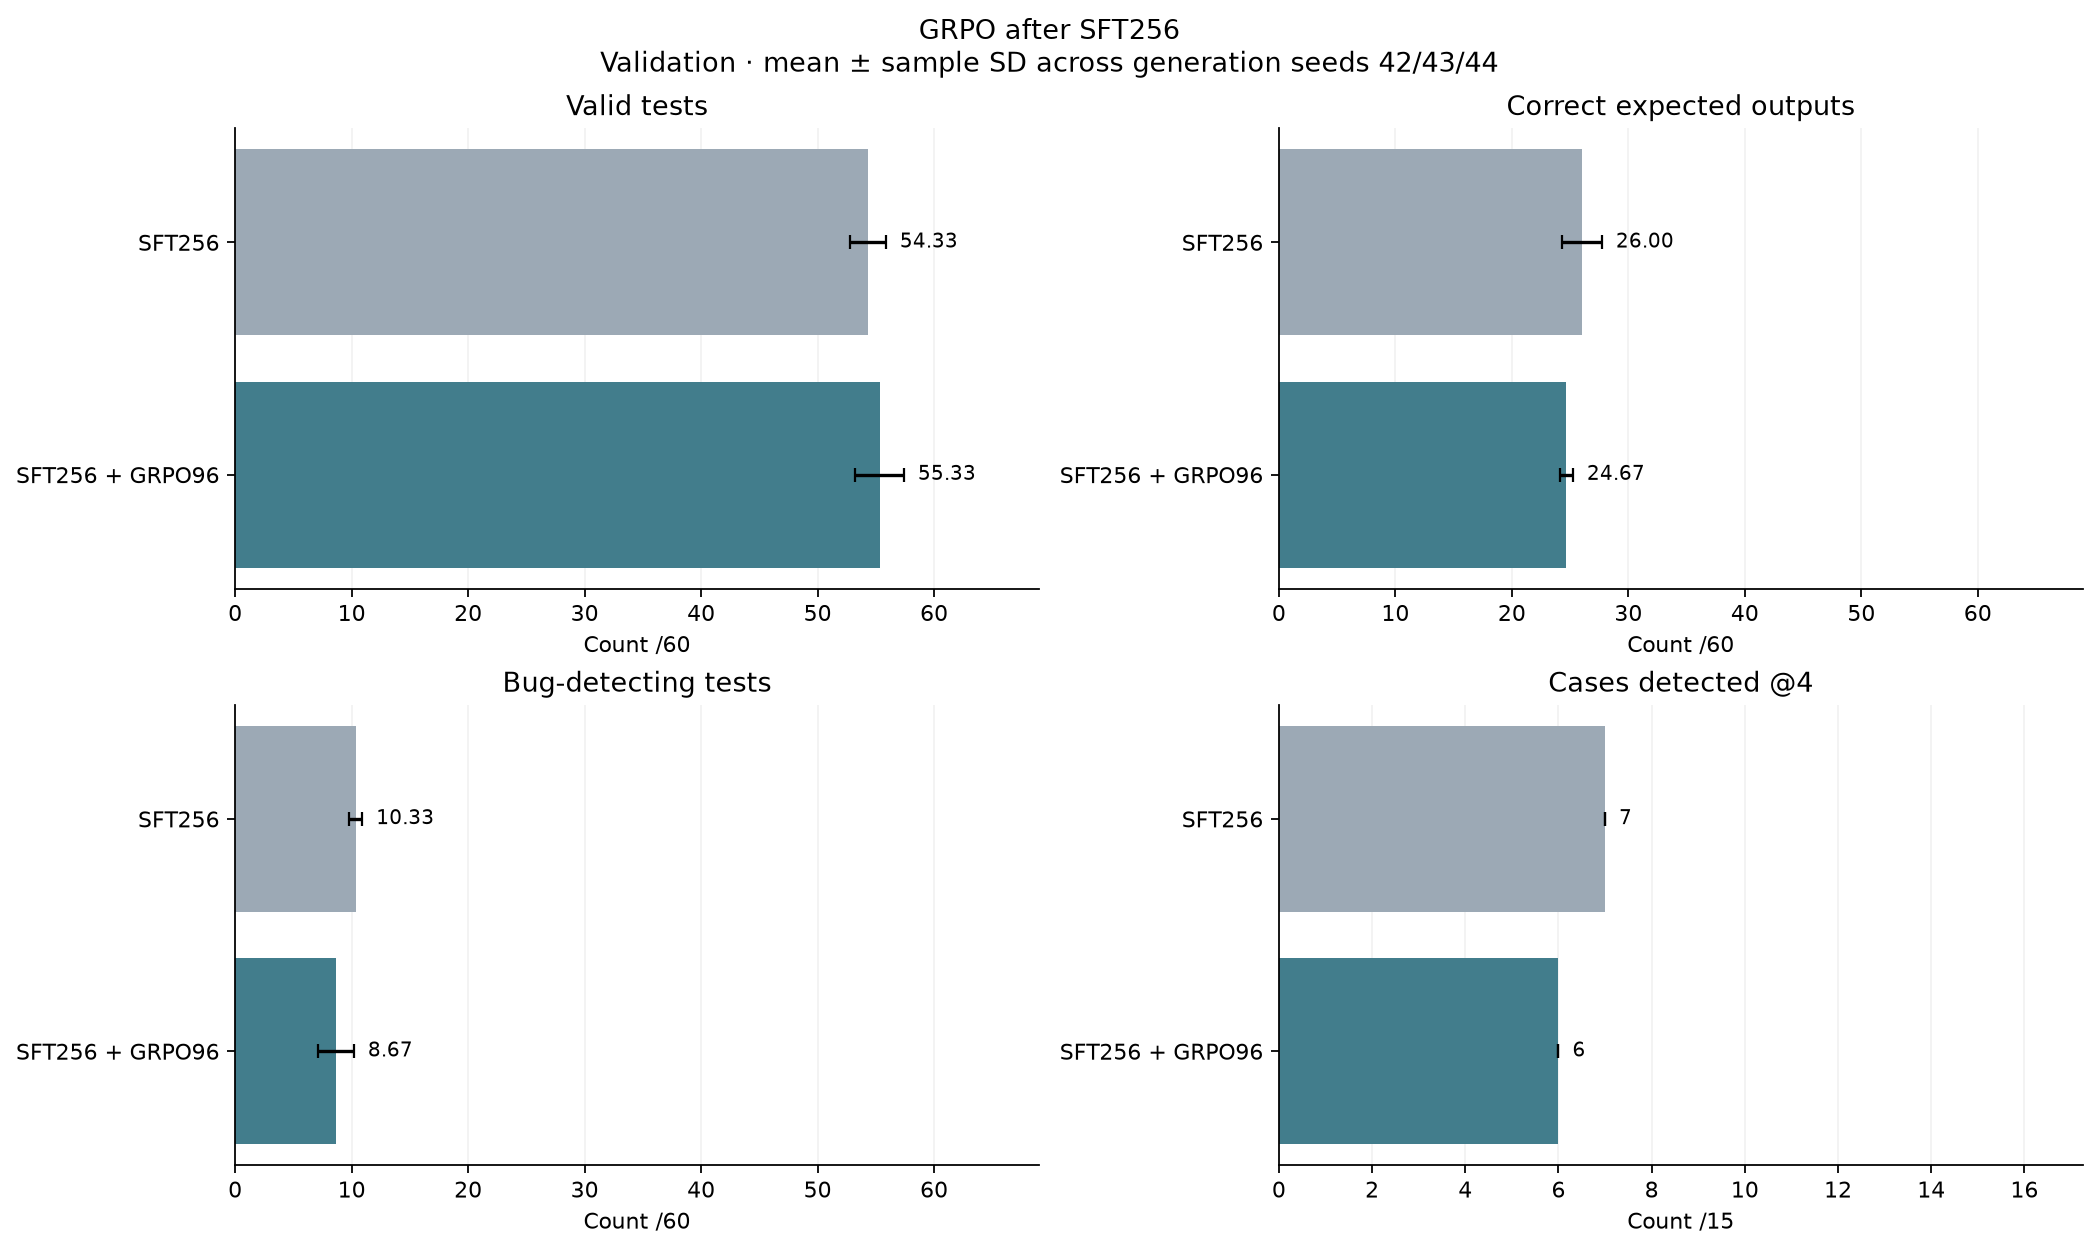 GRPO after SFT256
Validation · mean ± sample SD across generation seeds 42/43/44
Valid tests
SFT256
54.33
SFT256 + GRPO96
55.33
0 10 20 30 40 50 60
Count /60
Correct expected outputs
SFT256
26.00
SFT256 + GRPO96
24.67
0 10 20 30 40 50 60
Count /60
Bug-detecting tests
SFT256
10.33
SFT256 + GRPO96
8.67
0 10 20 30 40 50 60
Count /60
Cases detected @4
SFT256
7
SFT256 + GRPO96
6
0 2 4 6 8 10 12 14 16
Count /15